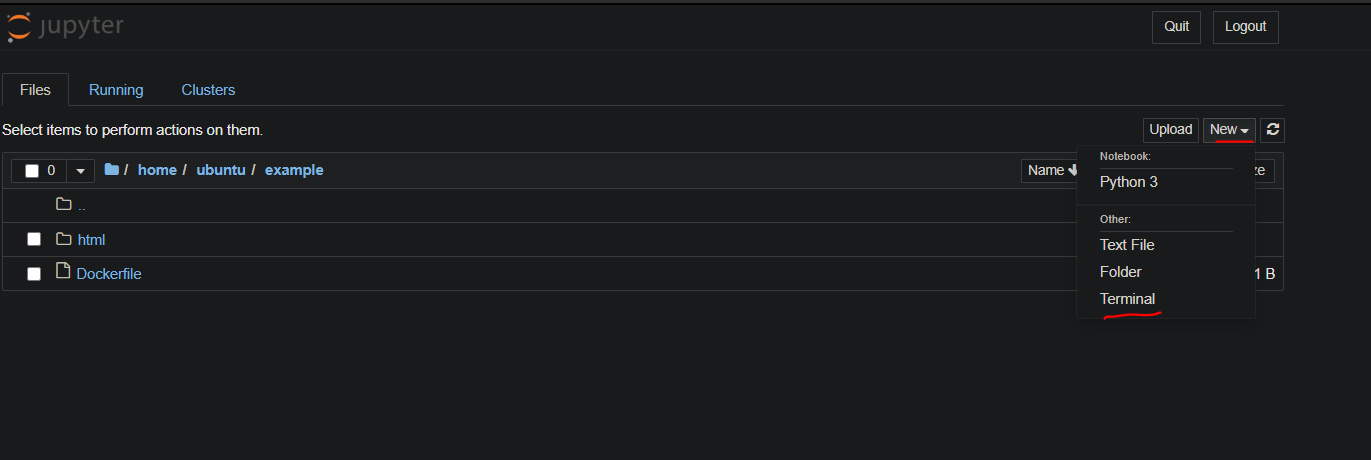 jupyter
Quit Logout
Files Running Clusters
Select items to perform actions on them.
Upload New
0 / home / ubuntu / example Name
Notebook:
Python 3
..
Other:
html
Text File
Folder
Dockerfile 1 B
Terminal